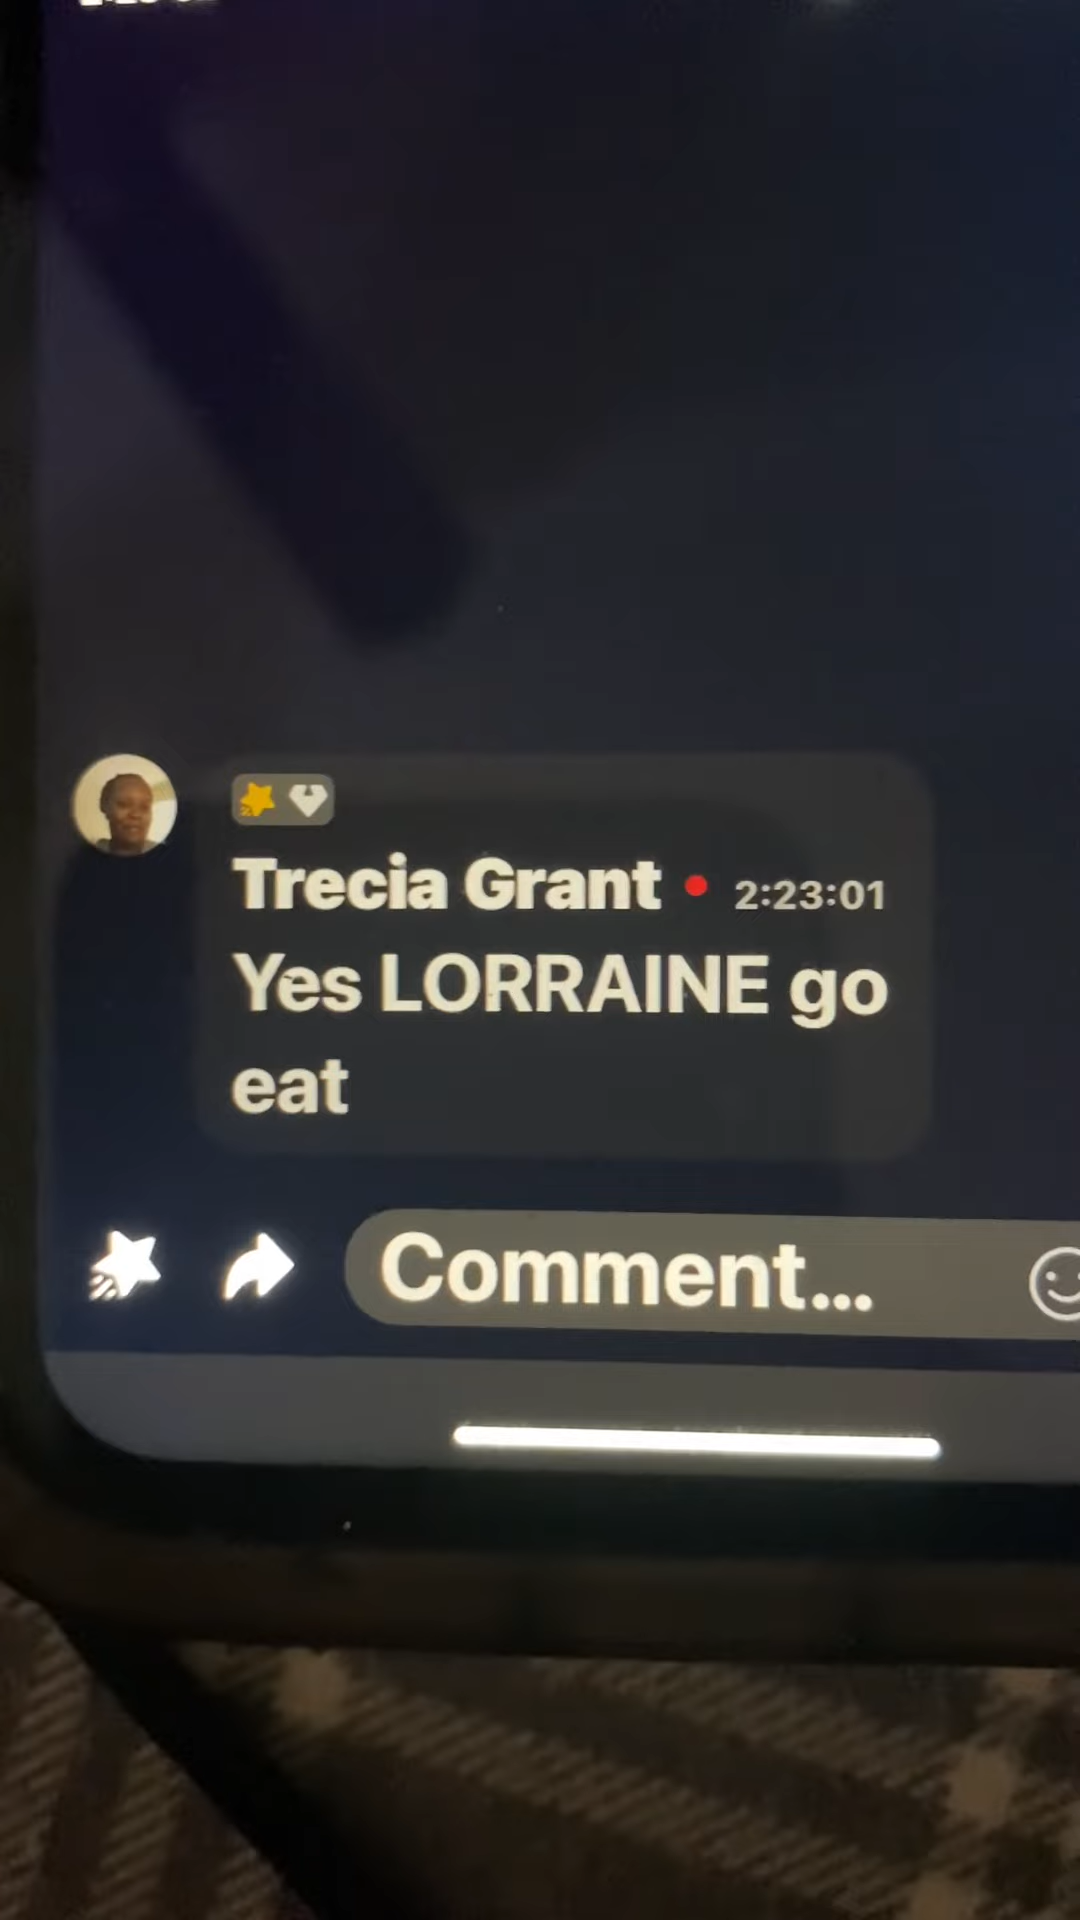 Trecia Grant • 2:23:01
Yes LORRAINE go
eat
Comment...